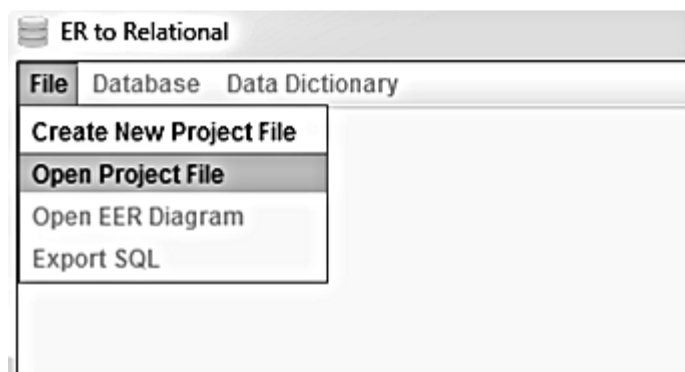 ER to Relational
File Database Data Dictionary
Create New Project File
Open Project File
Open EER Diagram
Export SQL